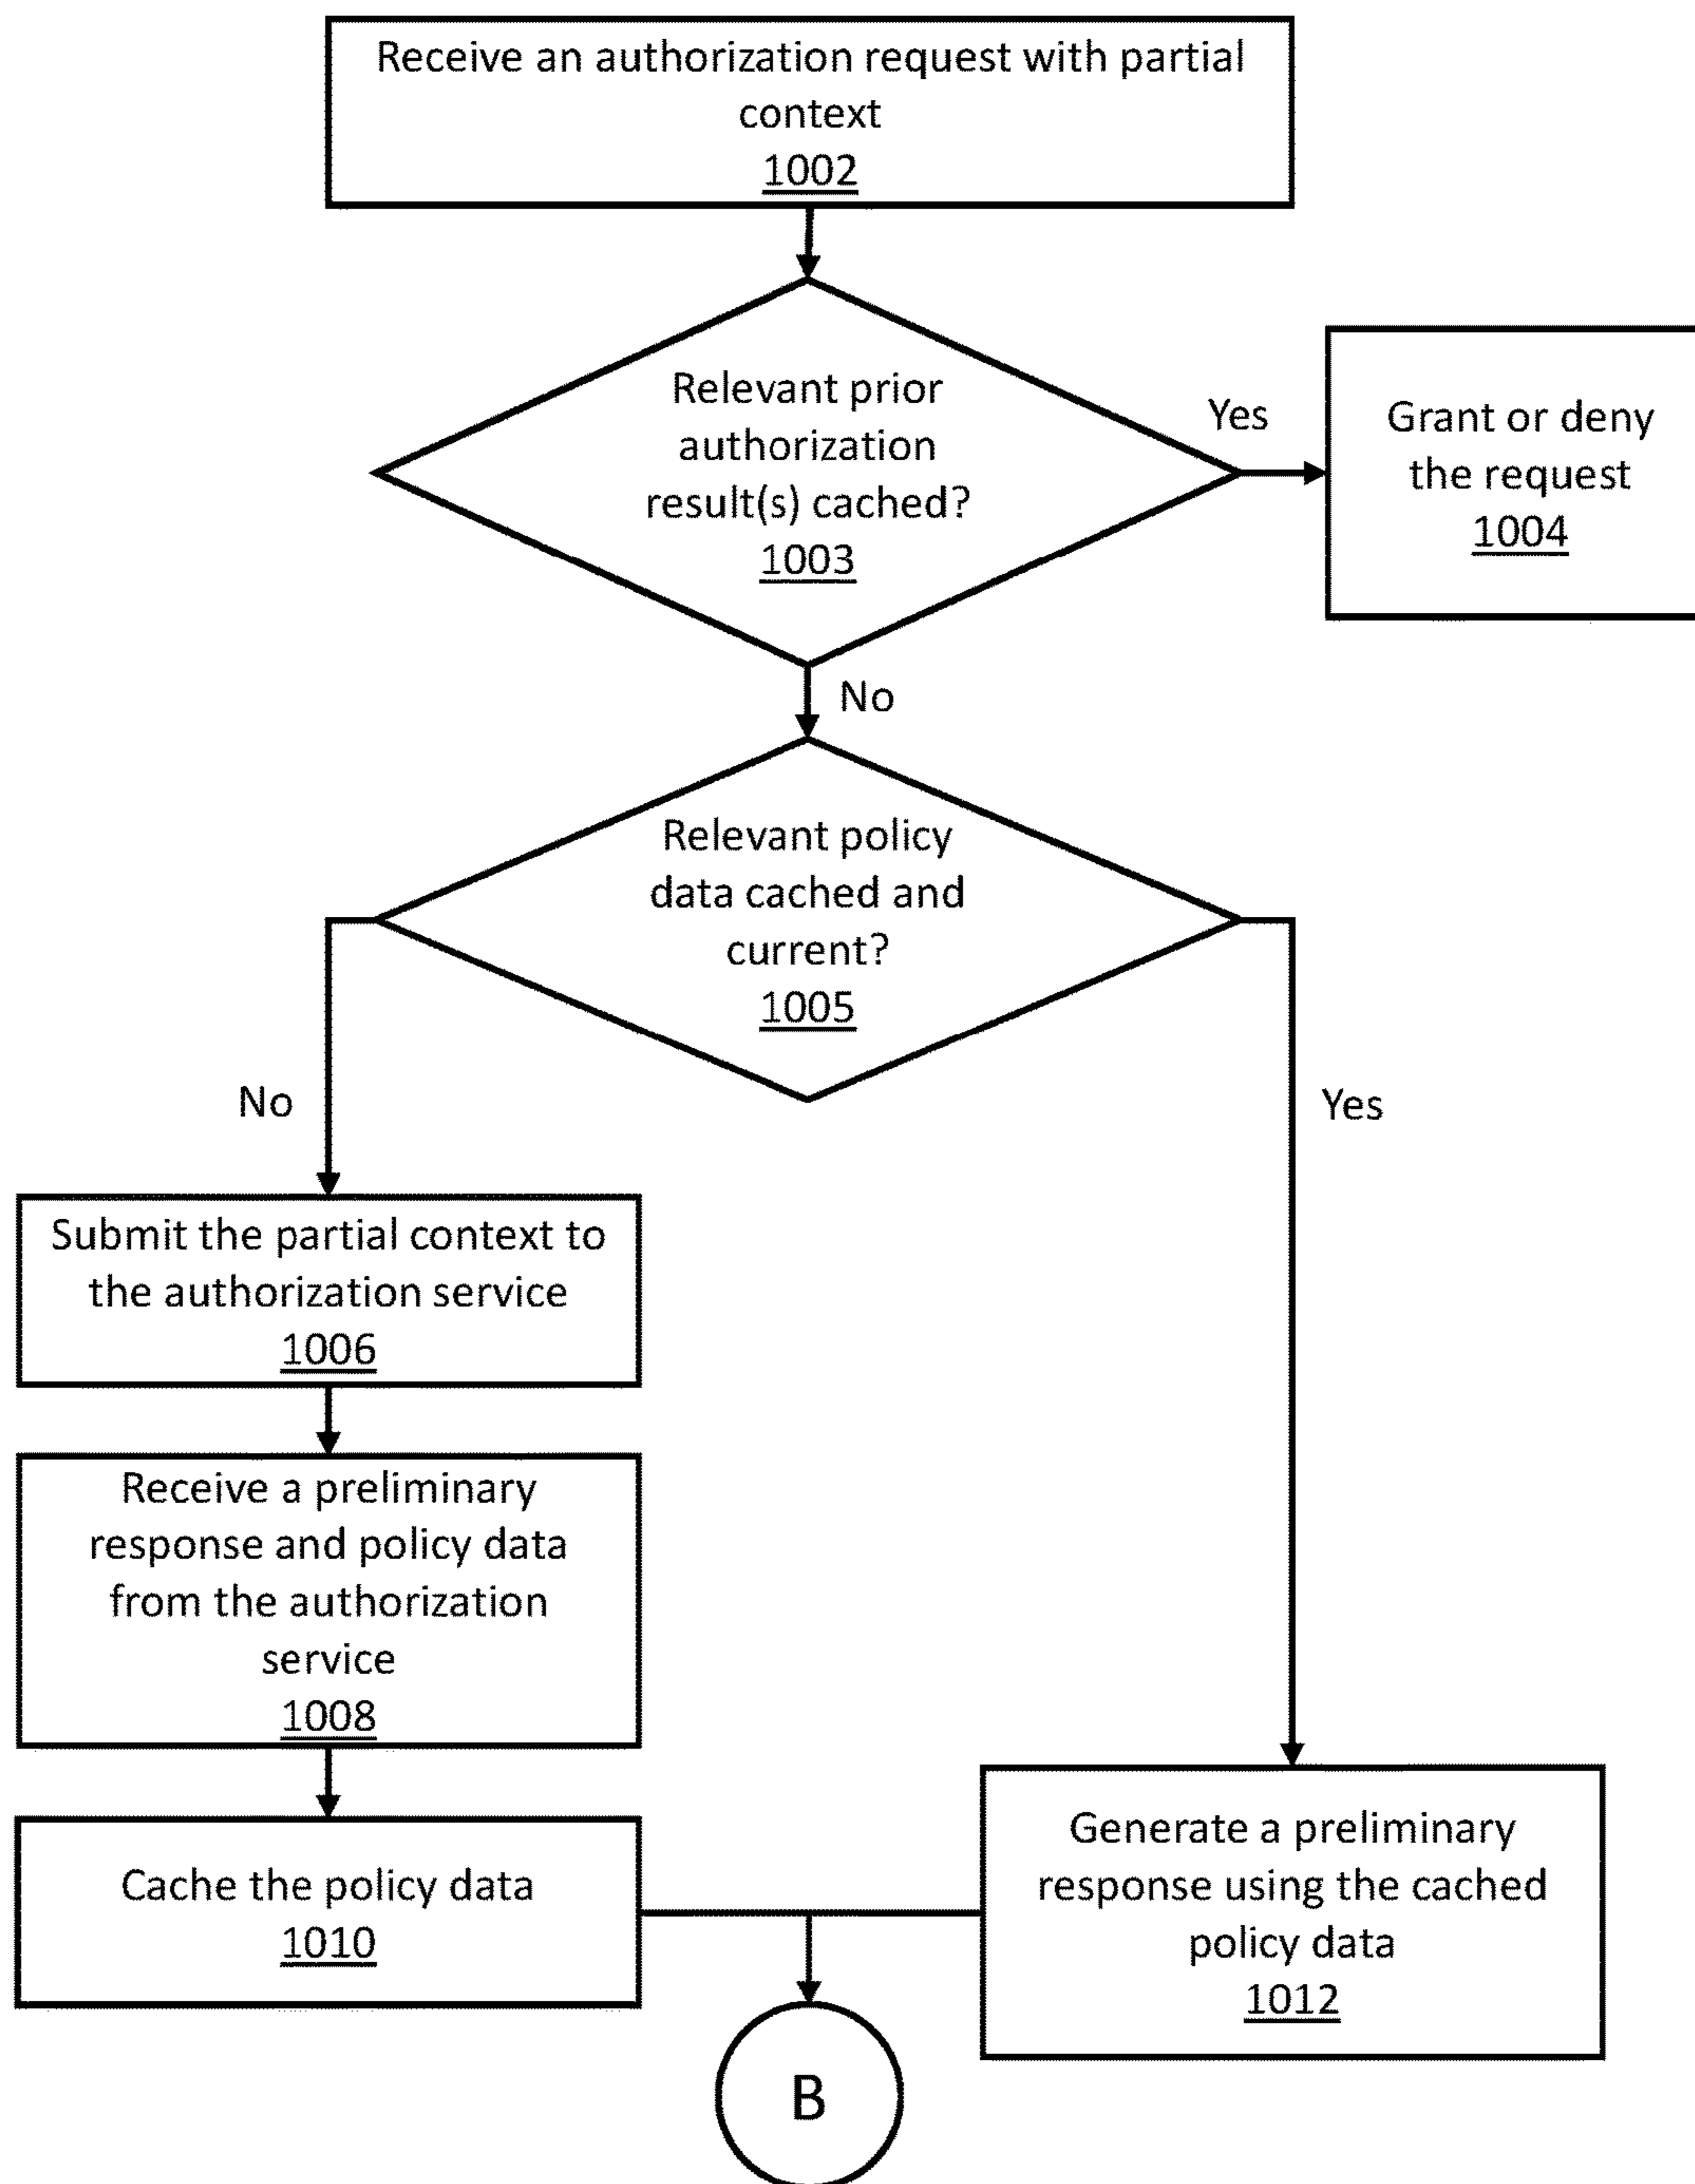 Receive an authorization request with partial
context
1002
Relevant prior
authorization
result(s) cached?
1003
Yes
Grant or deny
the request
1004
No
Relevant policy
data cached and
current?
1005
No
Yes
Submit the partial context to
the authorization service
1006
Receive a preliminary
response and policy data
from the authorization
service
1008
Cache the policy data
1010
Generate a preliminary
response using the cached
policy data
1012
B